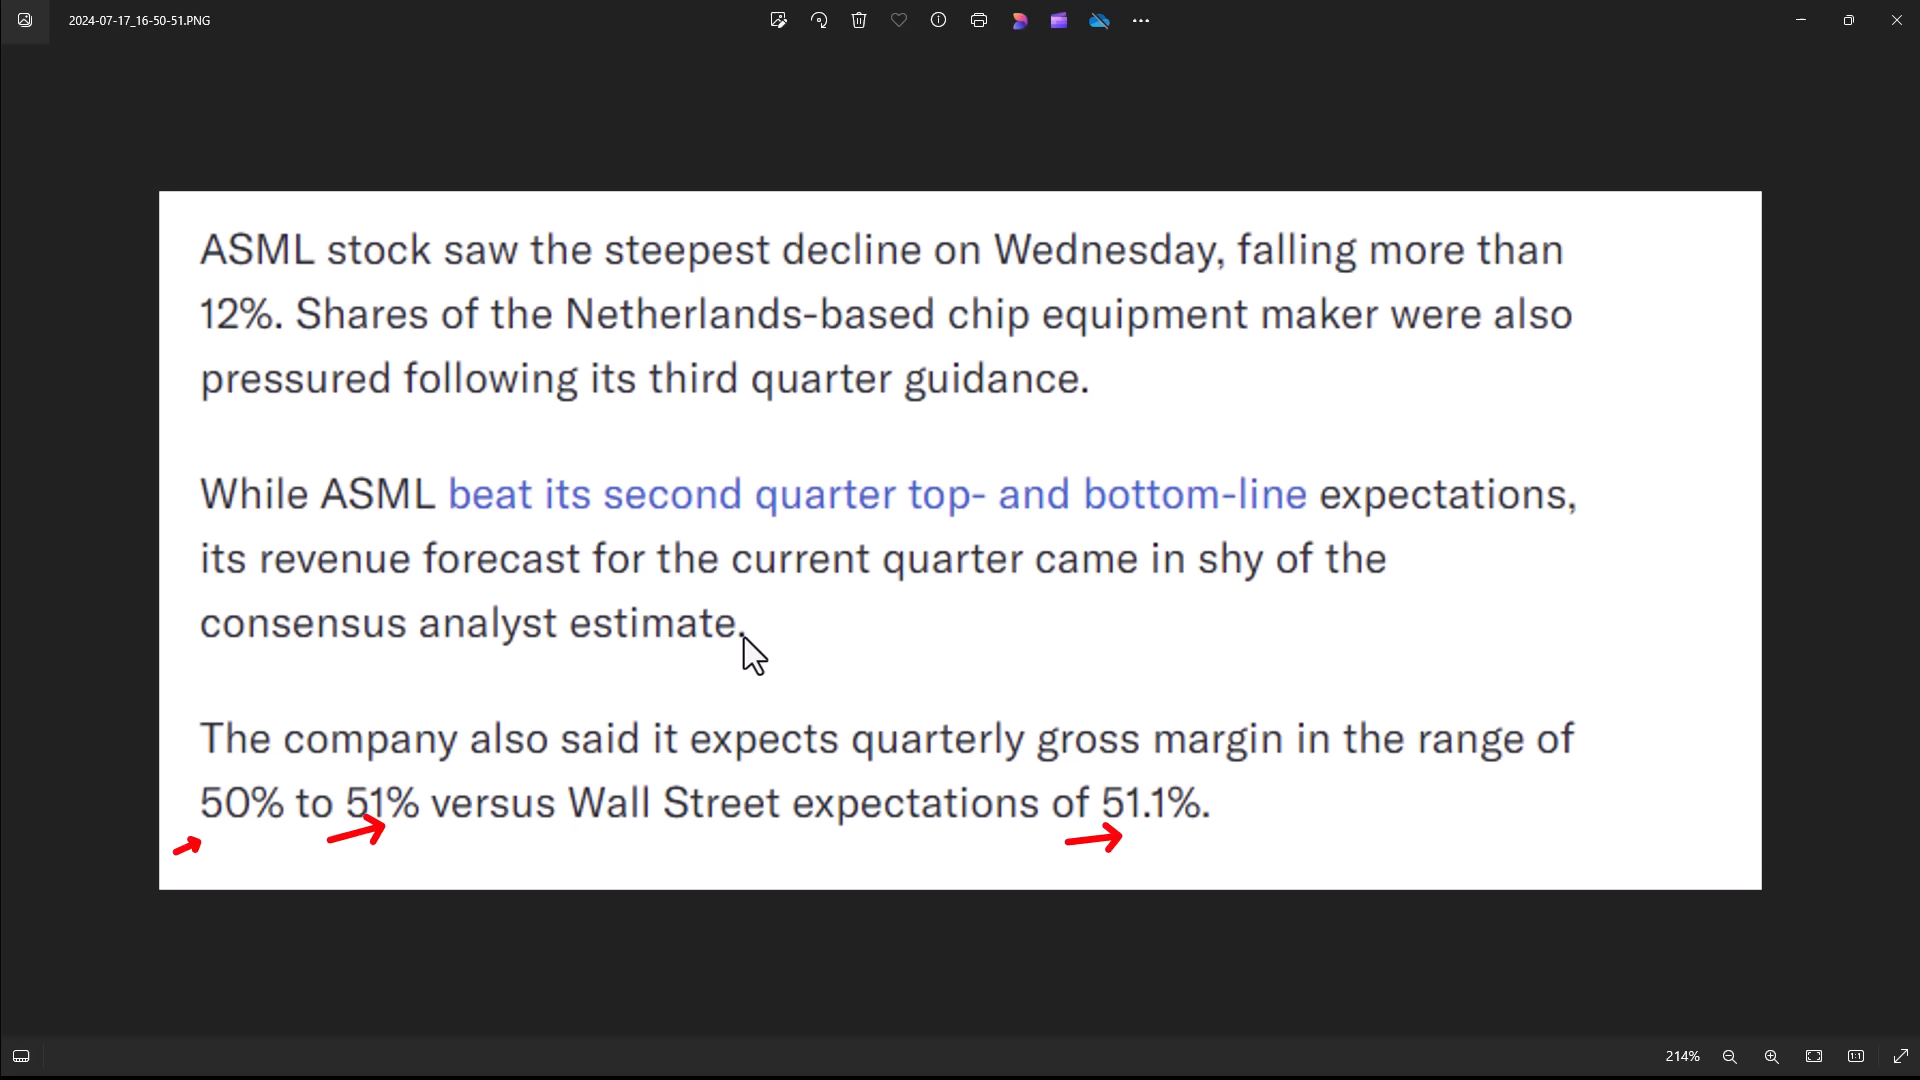 2024-07-17_16-50-51.PNG
ASML stock saw the steepest decline on Wednesday, falling more than
12%. Shares of the Netherlands-based chip equipment maker were also
pressured following its third quarter guidance.
While ASML beat its second quarter top- and bottom-line expectations,
its revenue forecast for the current quarter came in shy of the
consensus analyst estimate.
The company also said it expects quarterly gross margin in the range of
50% to 51% versus Wall Street expectations of 51.1%.
214%
1:1